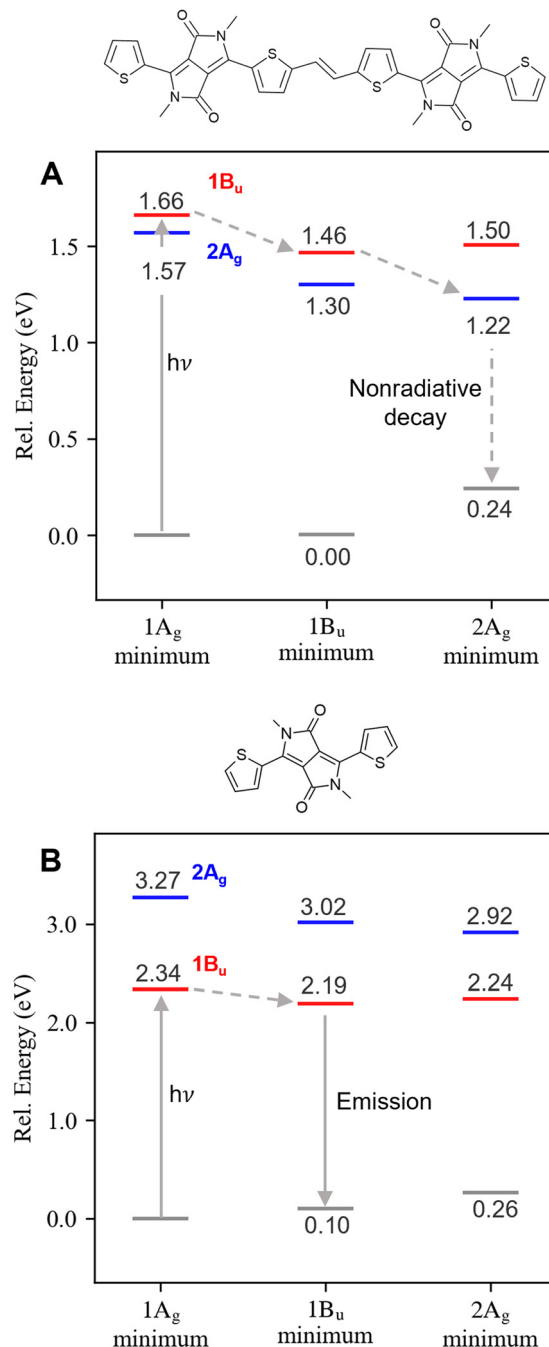 N
O
S
N
O
S
S
N
O
S
N
O
A
1.66
1Bu
1.57
2Ag
1.46
1.30
1.50
1.22
hν
Nonradiative
decay
0.24
0.00
1.5
1.0
0.5
0.0
Rel. Energy (eV)
1Ag
minimum
1Bu
minimum
2Ag
minimum
O
N
S
S
N
O
B
3.27
2Ag
3.02
2.92
2.34
1Bu
2.19
2.24
hν
Emission
0.10
0.26
3.0
2.0
1.0
0.0
Rel. Energy (eV)
1Ag
minimum
1Bu
minimum
2Ag
minimum